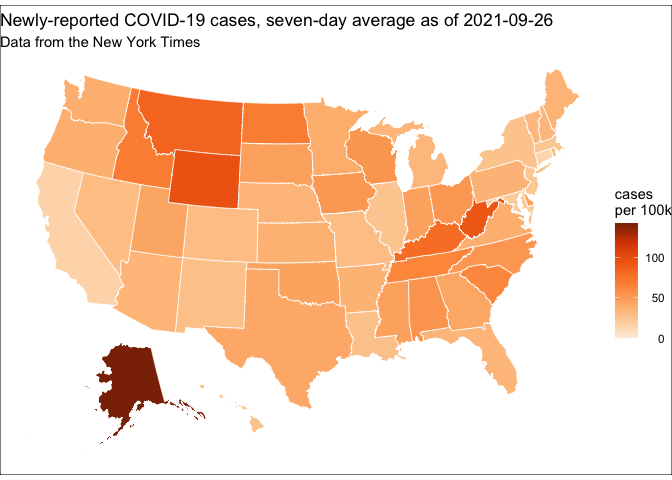 Newly-reported COVID-19 cases, seven-day average as of 2021-09-26
Data from the New York Times
cases
per 100k
100
50
0